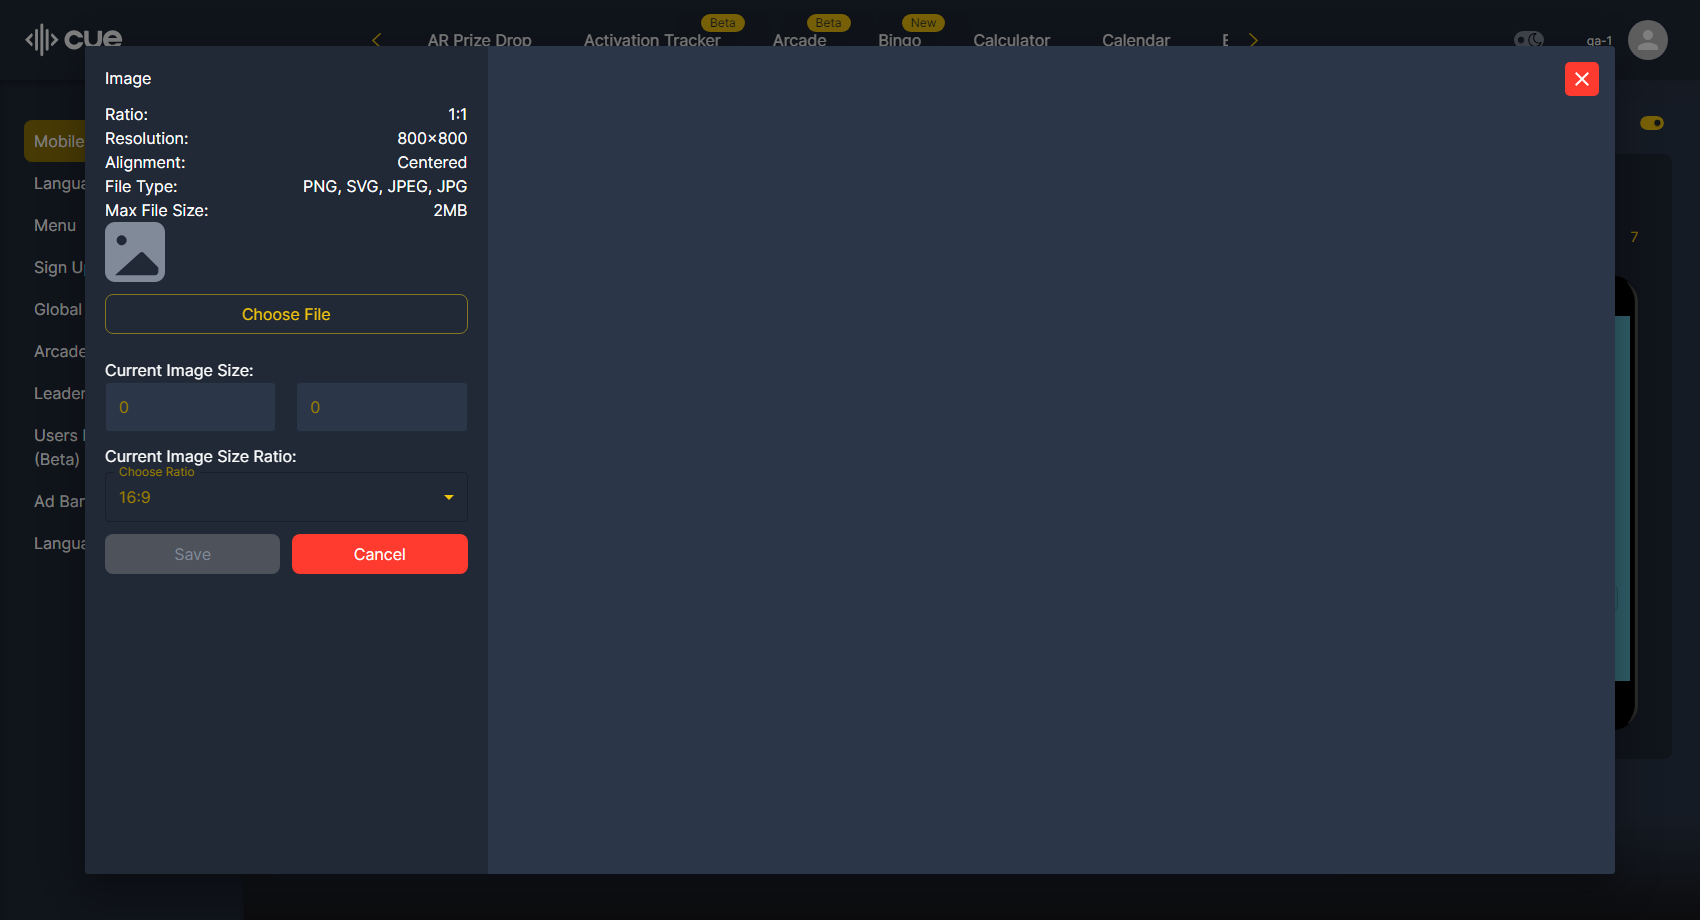 cue
Beta
Beta
New
AR Prize Drop
Activation Tracker
Arcade
Bingo
Calculator
Calendar
qa-1
Image
Ratio: 1:1
Resolution: 800×800
Alignment: Centered
File Type: PNG, SVG, JPEG, JPG
Max File Size: 2MB
Choose File
Current Image Size:
0 0
Current Image Size Ratio:
Choose Ratio
16:9
Save Cancel
Mobile
Langua
Menu
Sign U
Global
Arcade
Leader
Users
(Beta)
Ad Bar
Langua
7